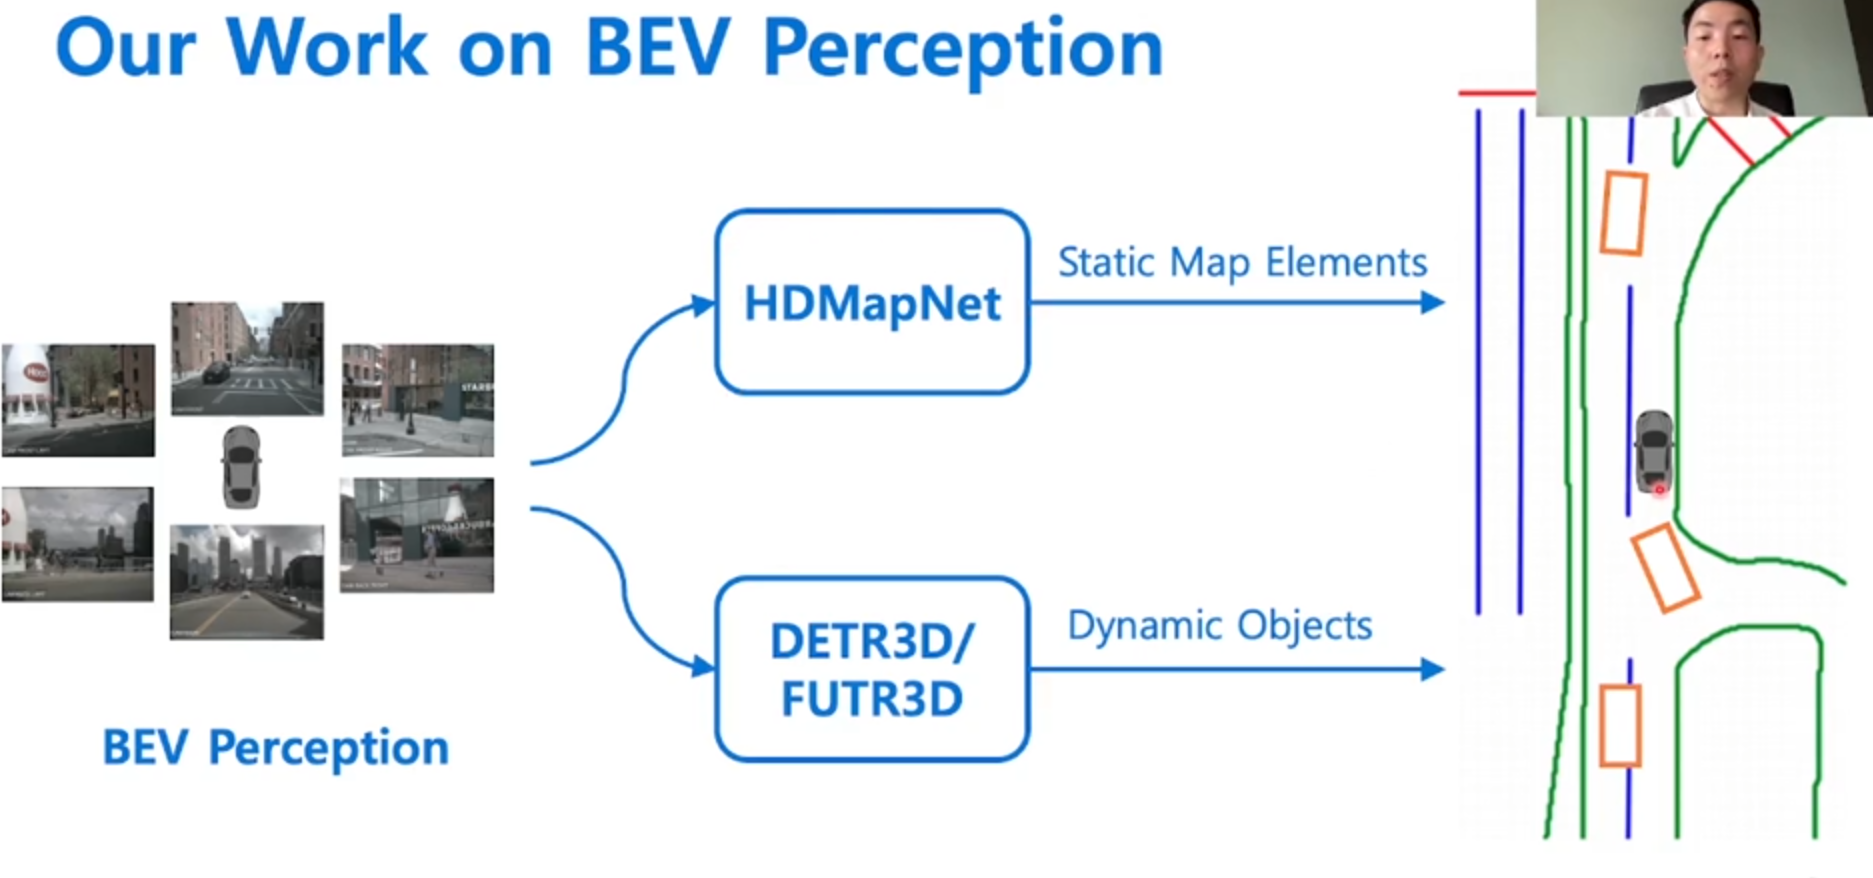 Our Work on BEV Perception
HDMapNet
Static Map Elements
DETR3D/
FUTR3D
Dynamic Objects
BEV Perception